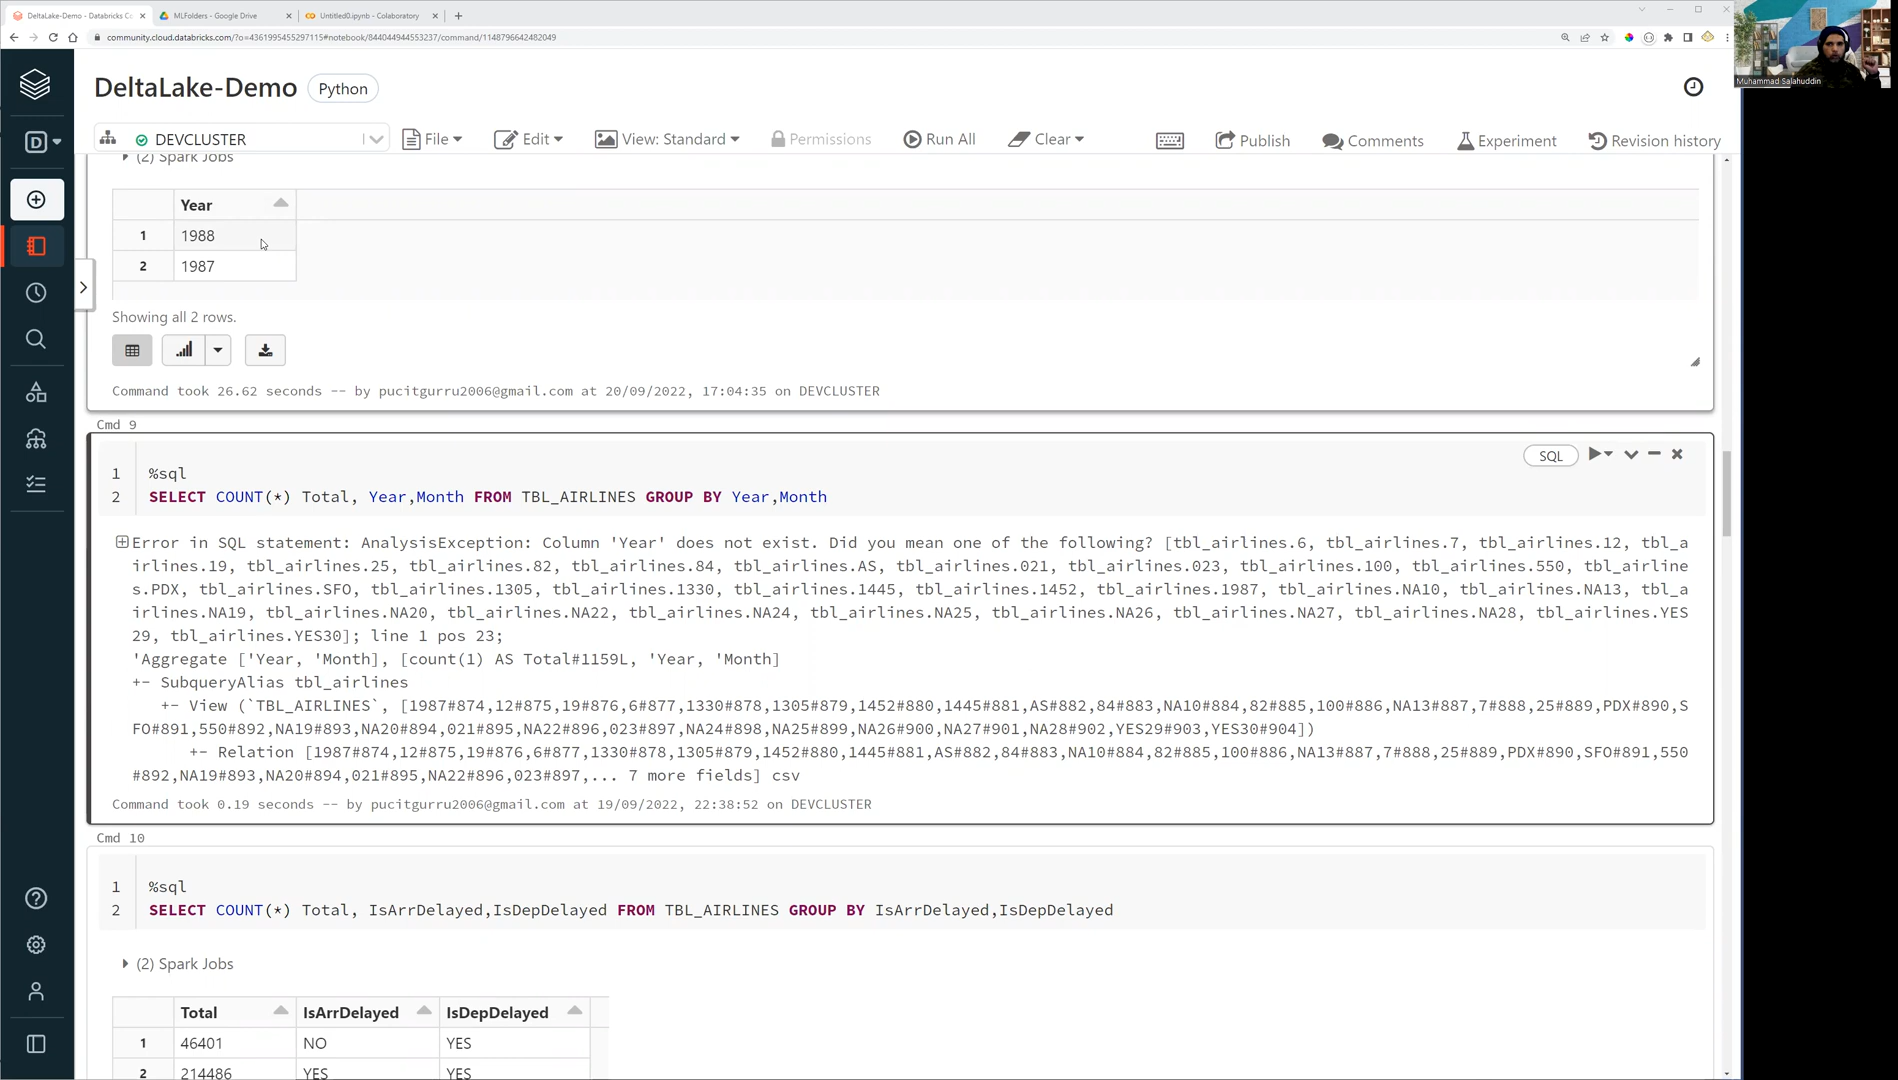 DeltaLake-Demo - Databricks Co
MLFolders - Google Drive
Untitled0.ipynb - Colaboratory
community.cloud.databricks.com/?o=4361995455297115#notebook/844044944553237/command/1148796642482049
Muhammad Salahuddin
DeltaLake-Demo Python
DEVCLUSTER File Edit View: Standard Permissions Run All Clear Publish Comments Experiment Revision history
D
(2) Spark Jobs
Year
1 1988
2 1987
Showing all 2 rows.
Command took 26.62 seconds -- by pucitgurru2006@gmail.com at 20/09/2022, 17:04:35 on DEVCLUSTER
Cmd 9
SQL
1 %sql
2 SELECT COUNT(*) Total, Year,Month FROM TBL_AIRLINES GROUP BY Year,Month
Error in SQL statement: AnalysisException: Column 'Year' does not exist. Did you mean one of the following? [tbl_airlines.6, tbl_airlines.7, tbl_airlines.12, tbl_a
irlines.19, tbl_airlines.25, tbl_airlines.82, tbl_airlines.84, tbl_airlines.AS, tbl_airlines.021, tbl_airlines.023, tbl_airlines.100, tbl_airlines.550, tbl_airline
s.PDX, tbl_airlines.SFO, tbl_airlines.1305, tbl_airlines.1330, tbl_airlines.1445, tbl_airlines.1452, tbl_airlines.1987, tbl_airlines.NA10, tbl_airlines.NA13, tbl_a
irlines.NA19, tbl_airlines.NA20, tbl_airlines.NA22, tbl_airlines.NA24, tbl_airlines.NA25, tbl_airlines.NA26, tbl_airlines.NA27, tbl_airlines.NA28, tbl_airlines.YES
29, tbl_airlines.YES30]; line 1 pos 23;
'Aggregate ['Year, 'Month], [count(1) AS Total#1159L, 'Year, 'Month]
+- SubqueryAlias tbl_airlines
+- View (`TBL_AIRLINES`, [1987#874,12#875,19#876,6#877,1330#878,1305#879,1452#880,1445#881,AS#882,84#883,NA10#884,82#885,100#886,NA13#887,7#888,25#889,PDX#890,S
FO#891,550#892,NA19#893,NA20#894,021#895,NA22#896,023#897,NA24#898,NA25#899,NA26#900,NA27#901,NA28#902,YES29#903,YES30#904])
+- Relation [1987#874,12#875,19#876,6#877,1330#878,1305#879,1452#880,1445#881,AS#882,84#883,NA10#884,82#885,100#886,NA13#887,7#888,25#889,PDX#890,SFO#891,550
#892,NA19#893,NA20#894,021#895,NA22#896,023#897,... 7 more fields] csv
Command took 0.19 seconds -- by pucitgurru2006@gmail.com at 19/09/2022, 22:38:52 on DEVCLUSTER
Cmd 10
1 %sql
2 SELECT COUNT(*) Total, IsArrDelayed,IsDepDelayed FROM TBL_AIRLINES GROUP BY IsArrDelayed,IsDepDelayed
(2) Spark Jobs
Total IsArrDelayed IsDepDelayed
1 46401 NO YES
2 214486 YES YES